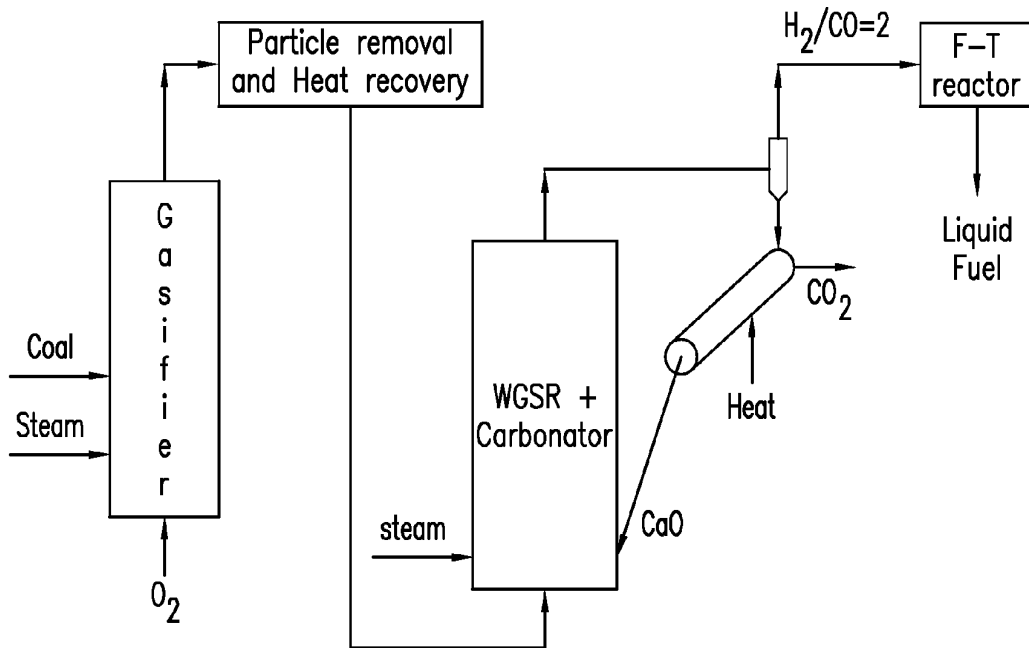 Particle removal
and Heat recovery
H₂/CO=2
F-T
reactor
Gasifier
Liquid
Fuel
CO₂
Coal
WGSR +
Carbonator
Heat
Steam
steam
CaO
O₂